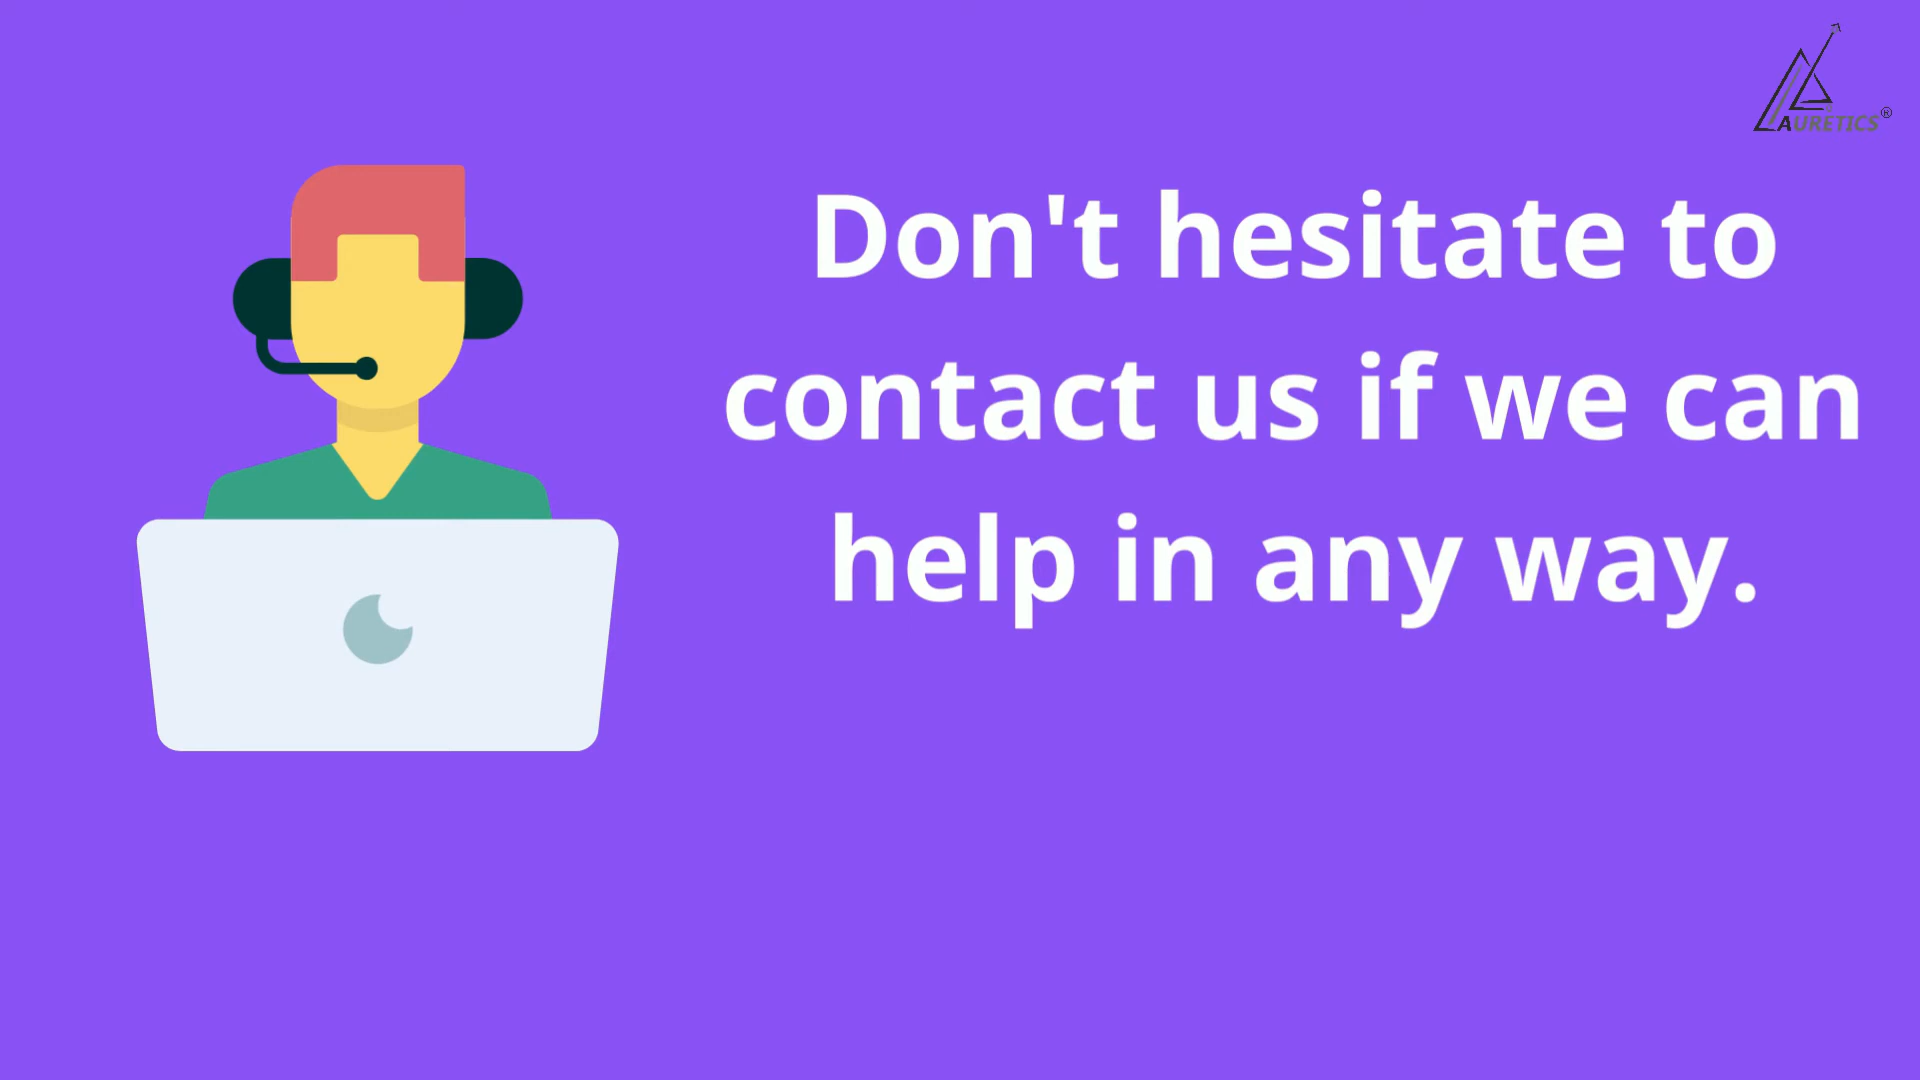 AURETICS®
Don't hesitate to
contact us if we can
help in any way.